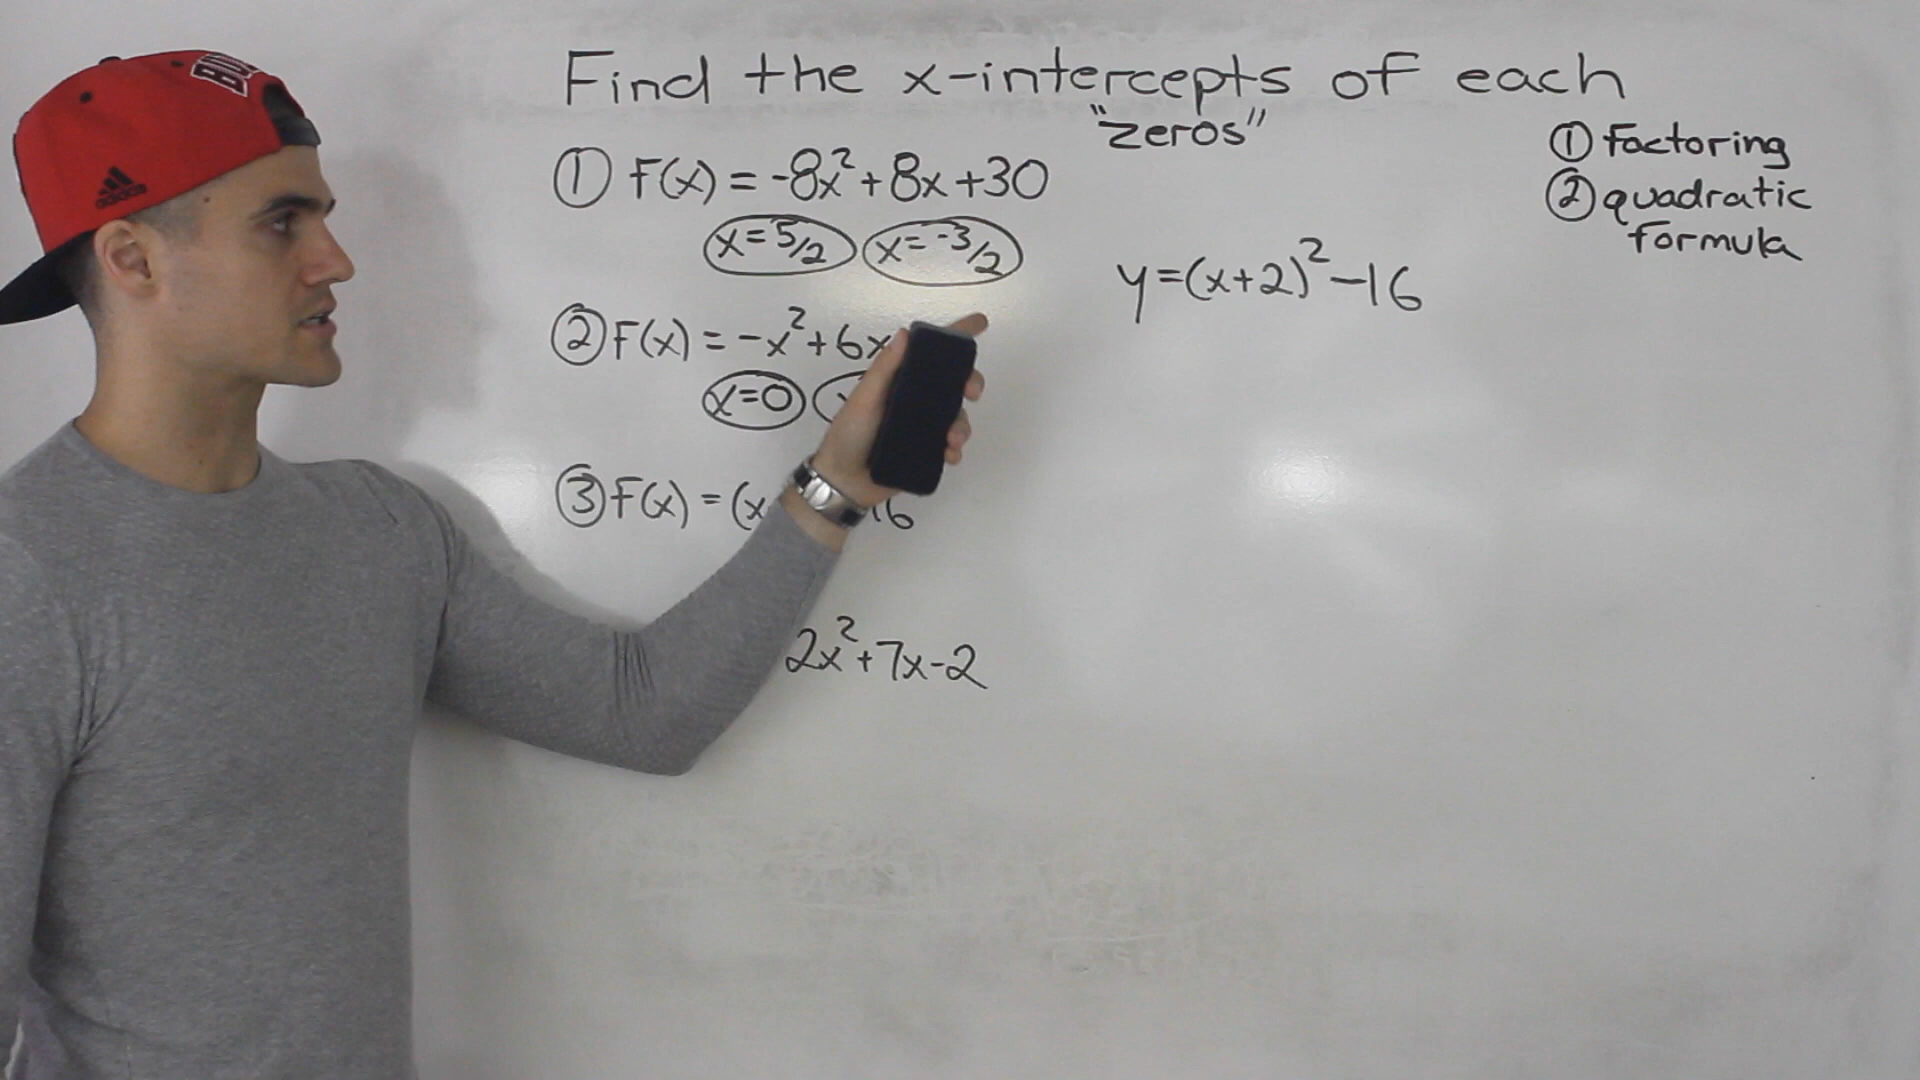 Find the x-intercepts of each
"zeros"
① Factoring
② quadratic
formula
① F(x) = -8x²+8x+30
x=5/2 x=-3/2
y=(x+2)²-16
② F(x) = -x²+6x
x=0
③ F(x) = (x 16
2x²+7x-2
adidas